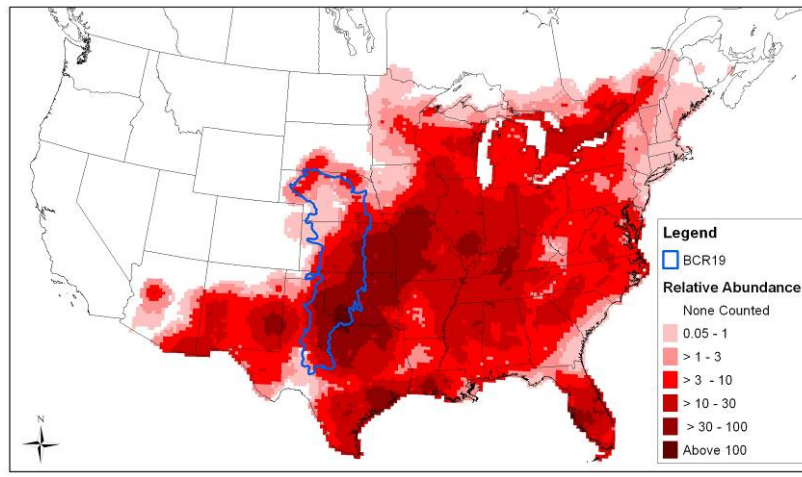 Legend
BCR19
Relative Abundance
None Counted
0.05 - 1
> 1 - 3
> 3 - 10
> 10 - 30
> 30 - 100
Above 100
N